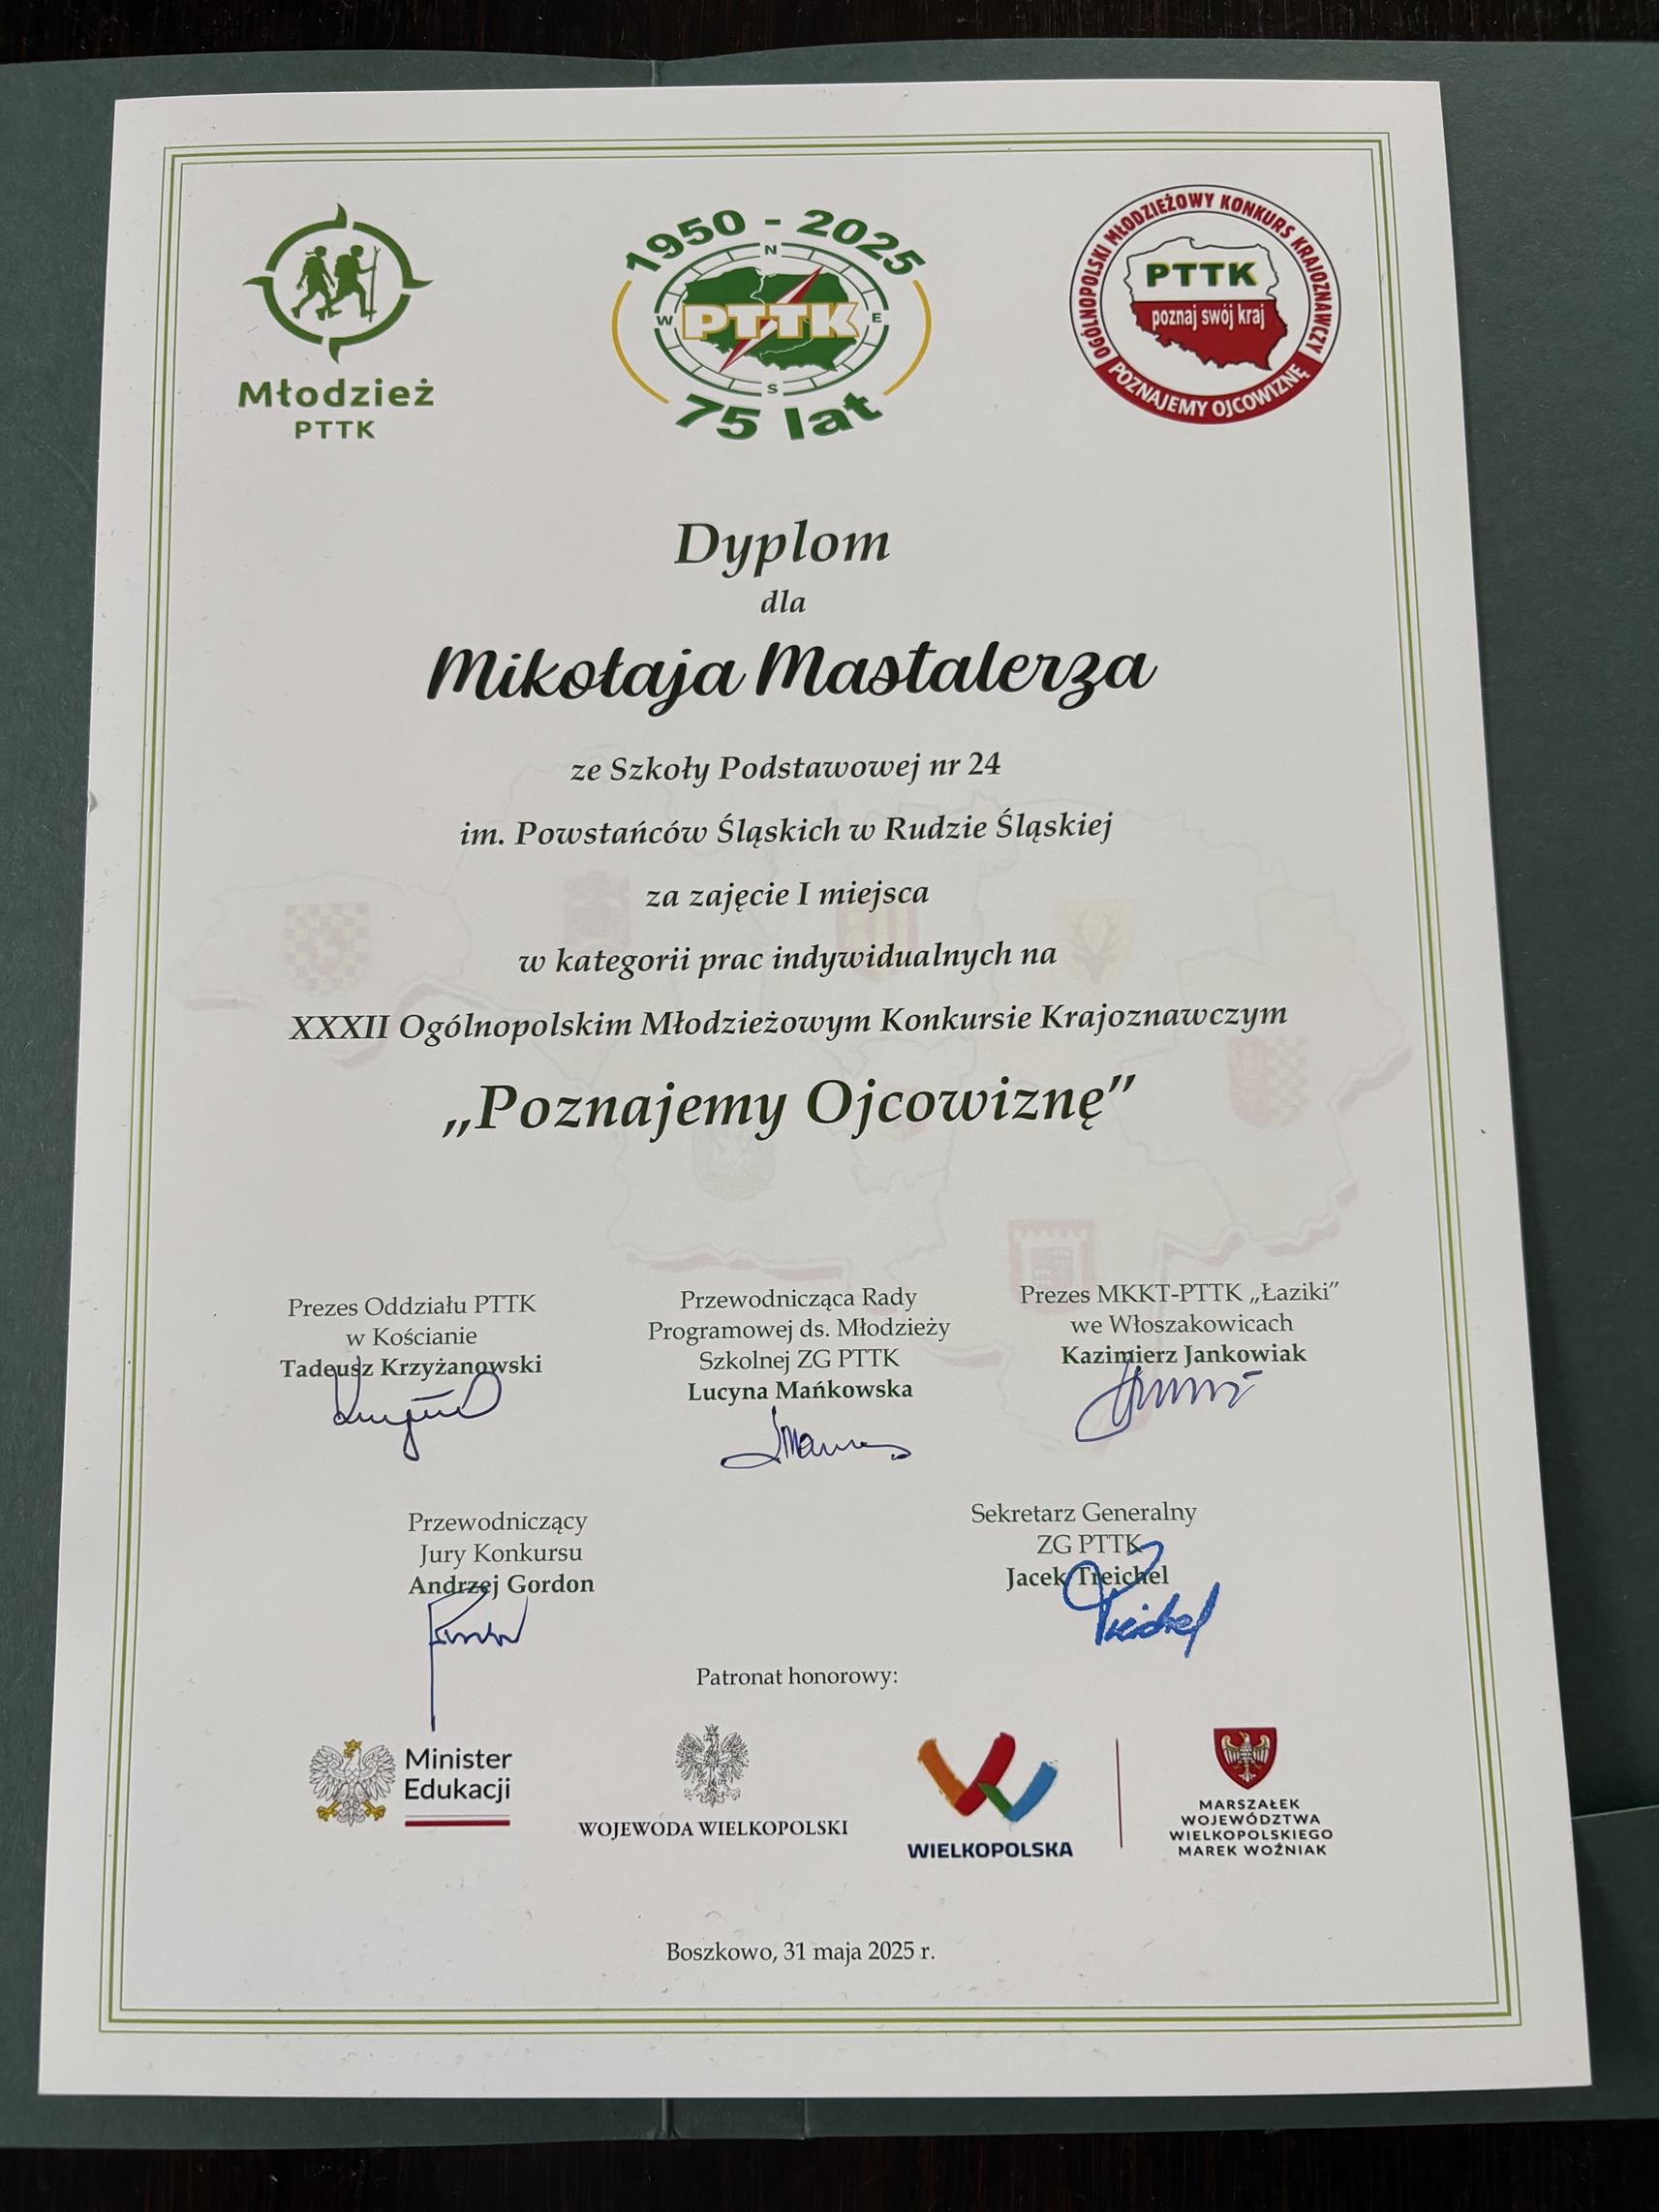 1950 - 2025
N
W
PTTK
E
S
75 lat
Młodzież
PTTK
OGÓLNOPOLSKI MŁODZIEŻOWY KONKURS KRAJOZNAWCZY
PTTK
poznaj swój kraj
POZNAJEMY OJCOWIZNĘ
Dyplom
dla
Mikołaja Mastalerza
ze Szkoły Podstawowej nr 24
im. Powstańców Śląskich w Rudzie Śląskiej
za zajęcie I miejsca
w kategorii prac indywidualnych na
XXXII Ogólnopolskim Młodzieżowym Konkursie Krajoznawczym
„Poznajemy Ojcowiznę”
Prezes Oddziału PTTK
w Kościanie
Tadeusz Krzyżanowski
Przewodnicząca Rady
Programowej ds. Młodzieży
Szkolnej ZG PTTK
Lucyna Mańkowska
Prezes MKKT-PTTK „Łaziki”
we Włoszakowicach
Kazimierz Jankowiak
Przewodniczący
Jury Konkursu
Andrzej Gordon
Sekretarz Generalny
ZG PTTK
Jacek Treichel
Patronat honorowy:
Minister
Edukacji
WOJEWODA WIELKOPOLSKI
WIELKOPOLSKA
MARSZAŁEK
WOJEWÓDZTWA
WIELKOPOLSKIEGO
MAREK WOŹNIAK
Boszkowo, 31 maja 2025 r.